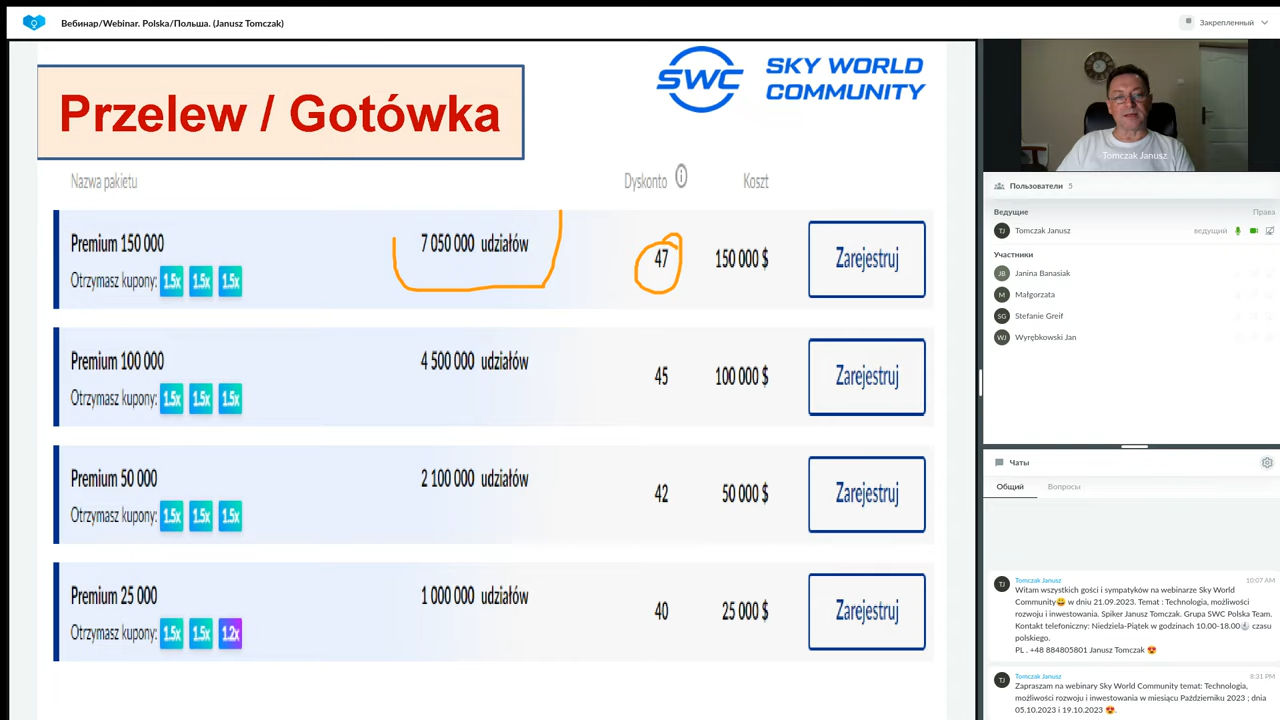 Вебинар/Webinar. Polska/Польша. (Janusz Tomczak)
Закрепленный
Przelew / Gotówka
SWC
SKY WORLD
COMMUNITY
Nazwa pakietu
Dyskonto
Koszt
Premium 150 000
7 050 000 udziałów
47
150 000 $
Zarejestruj
Otrzymasz kupony: 1.5x 1.5x 1.5x
Premium 100 000
4 500 000 udziałów
45
100 000 $
Zarejestruj
Otrzymasz kupony: 1.5x 1.5x 1.5x
Premium 50 000
2 100 000 udziałów
42
50 000 $
Zarejestruj
Otrzymasz kupony: 1.5x 1.5x 1.5x
Premium 25 000
1 000 000 udziałów
40
25 000 $
Zarejestruj
Otrzymasz kupony: 1.5x 1.5x 1.2x
Tomczak Janusz
Пользователи 5
Ведущие Права
TJ Tomczak Janusz ведущий
Участники
JB Janina Banasiak
M Małgorzata
SG Stefanie Greif
WJ Wyrębkowski Jan
Чаты
Общий Вопросы
TJ Tomczak Janusz 10:07 AM
Witam wszystkich gości i sympatyków na webinarze Sky World
Community😃 w dniu 21.09.2023. Temat : Technologia, możliwości
rozwoju i inwestowania. Spiker Janusz Tomczak. Grupa SWC Polska Team.
Kontakt telefoniczny: Niedziela-Piątek w godzinach 10.00-18.00 czasu
polskiego.
PL . +48 884805801 Janusz Tomczak 😍
TJ Tomczak Janusz 8:31 PM
Zapraszam na webinary Sky World Community temat: Technologia,
możliwości rozwoju i inwestowania w miesiącu Październiku 2023 ; dnia
05.10.2023 i 19.10.2023 😍.